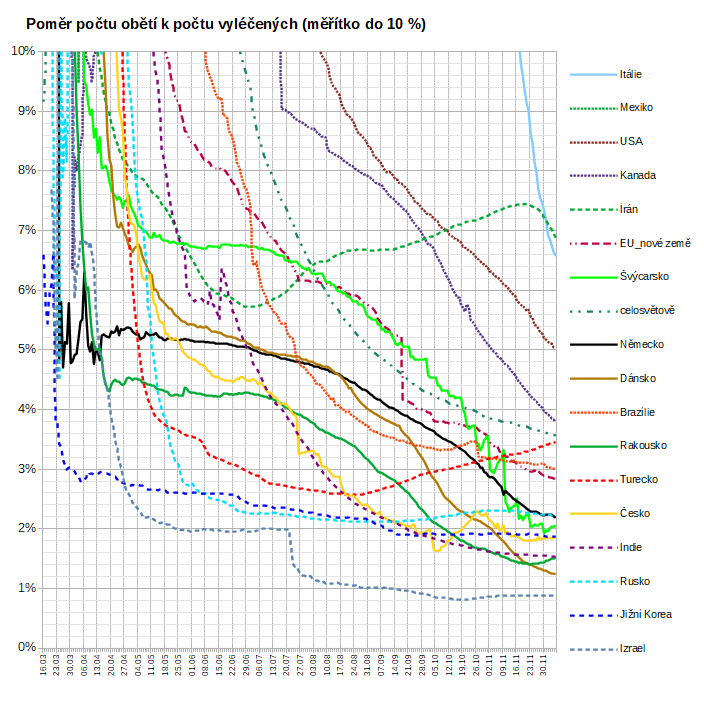 Poměr počtu obětí k počtu vyléčených (měřítko do 10 %)
10%
9%
8%
7%
6%
5%
4%
3%
2%
1%
0%
Itálie
Mexiko
USA
Kanada
Írán
EU_nové země
Švýcarsko
celosvětově
Německo
Dánsko
Brazílie
Rakousko
Turecko
Česko
Indie
Rusko
Jižní Korea
Izrael
16.03
23.03
30.03
06.04
13.04
20.04
27.04
04.05
11.05
18.05
25.05
01.06
08.06
15.06
22.06
29.06
06.07
13.07
20.07
27.07
03.08
10.08
17.08
24.08
31.08
07.09
14.09
21.09
28.09
05.10
12.10
19.10
26.10
02.11
09.11
16.11
23.11
30.11